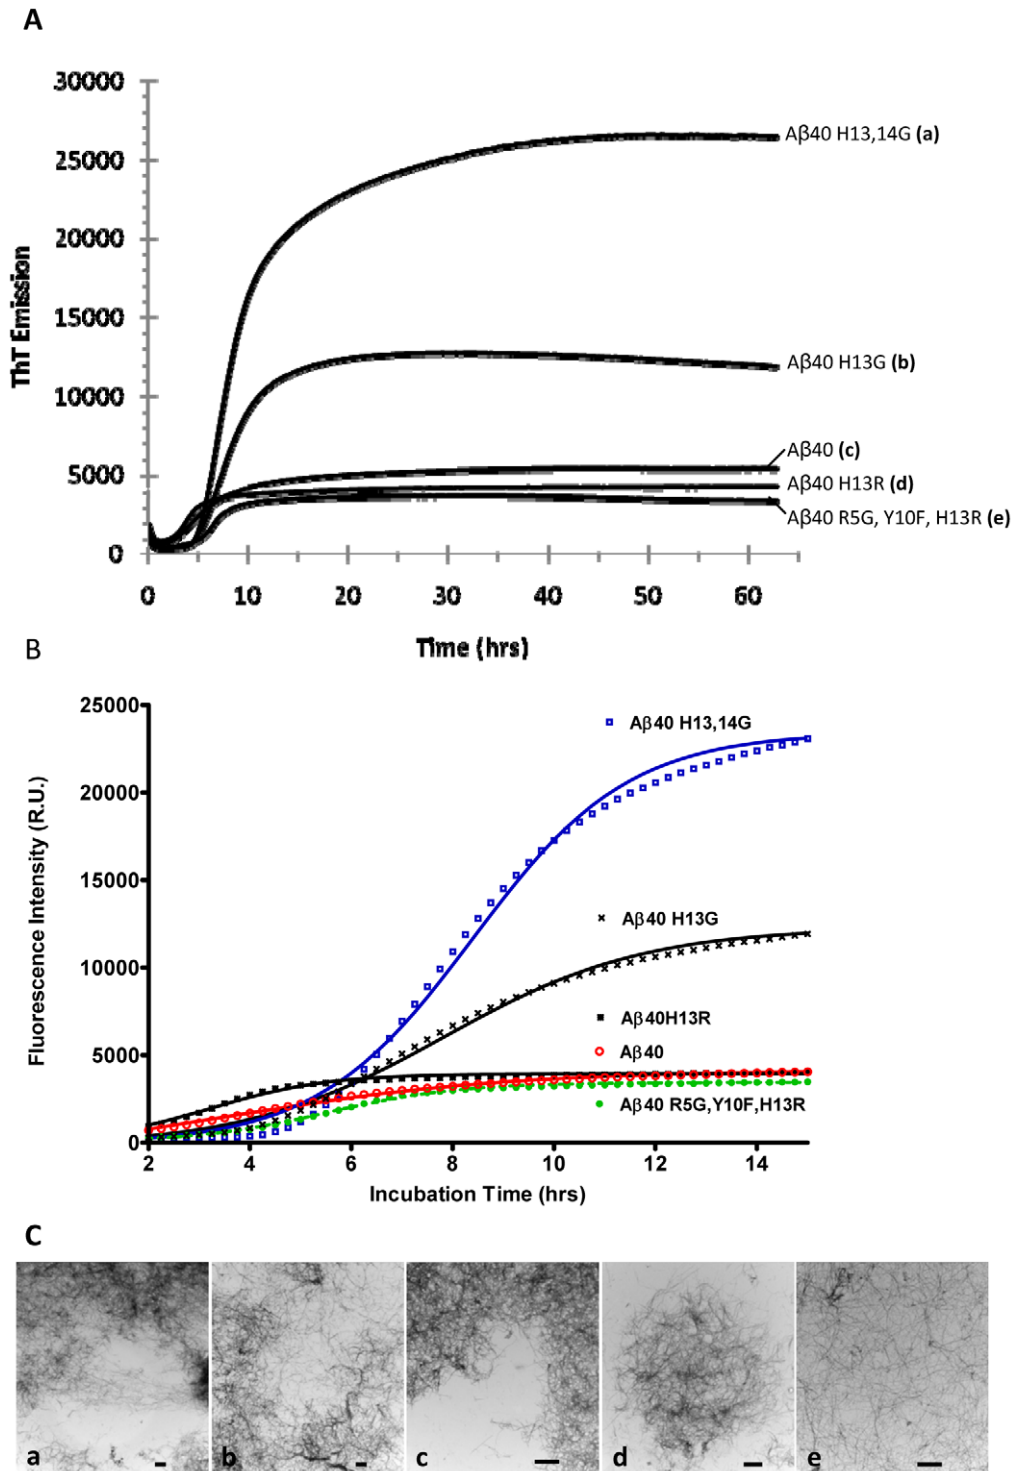 A
30000
25000
20000
15000
10000
5000
0
ThT Emission
Aβ40 H13,14G (a)
Aβ40 H13G (b)
Aβ40 (c)
Aβ40 H13R (d)
Aβ40 R5G, Y10F, H13R (e)
0 10 20 30 40 50 60
Time (hrs)
B
25000
20000
15000
10000
5000
0
Fluorescence Intensity (R.U.)
Aβ40 H13,14G
Aβ40 H13G
Aβ40H13R
Aβ40
Aβ40 R5G,Y10F,H13R
2 4 6 8 10 12 14
Incubation Time (hrs)
C
a b c d e